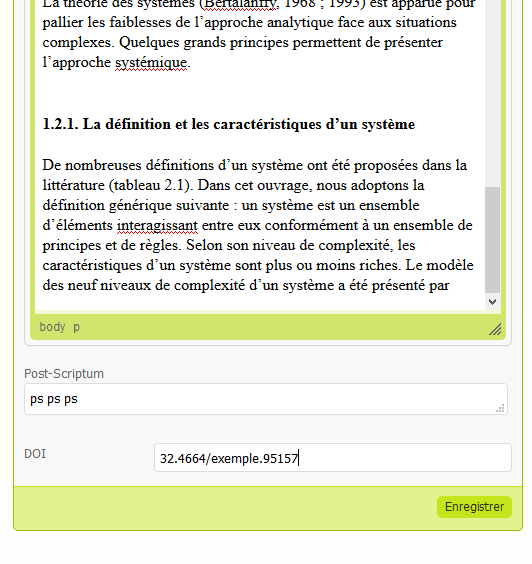 La théorie des systèmes (Bertalanffy, 1968 ; 1993) est apparue pour
pallier les faiblesses de l’approche analytique face aux situations
complexes. Quelques grands principes permettent de présenter
l’approche systémique.
1.2.1. La définition et les caractéristiques d’un système
De nombreuses définitions d’un système ont été proposées dans la
littérature (tableau 2.1). Dans cet ouvrage, nous adoptons la
définition générique suivante : un système est un ensemble
d’éléments interagissant entre eux conformément à un ensemble de
principes et de règles. Selon son niveau de complexité, les
caractéristiques d’un système sont plus ou moins riches. Le modèle
des neuf niveaux de complexité d’un système a été présenté par
body p
Post-Scriptum
ps ps ps
DOI
32.4664/exemple.95157
Enregistrer